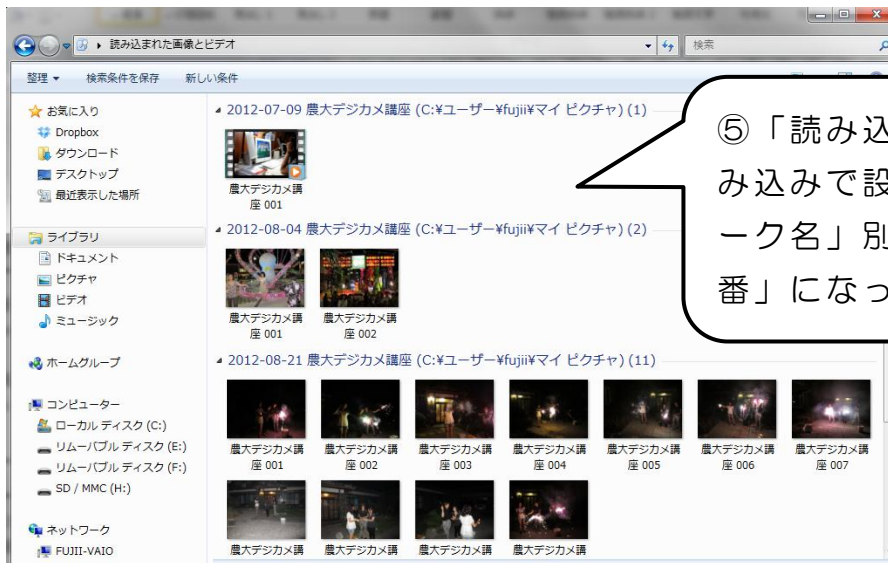 読み込まれた画像とビデオ
検索
整理 ▼ 検索条件を保存 新しい条件
お気に入り
Dropbox
ダウンロード
デスクトップ
最近表示した場所
ライブラリ
ドキュメント
ピクチャ
ビデオ
ミュージック
ホームグループ
コンピューター
ローカル ディスク (C:)
リムーバブル ディスク (E:)
リムーバブル ディスク (F:)
SD / MMC (H:)
ネットワーク
FUJII-VAIO
2012-07-09 農大デジカメ講座 (C:¥ユーザー¥fujii¥マイ ピクチャ) (1)
農大デジカメ講
座 001
2012-08-04 農大デジカメ講座 (C:¥ユーザー¥fujii¥マイ ピクチャ) (2)
農大デジカメ講 農大デジカメ講
座 001 座 002
2012-08-21 農大デジカメ講座 (C:¥ユーザー¥fujii¥マイ ピクチャ) (11)
農大デジカメ講 農大デジカメ講 農大デジカメ講 農大デジカメ講 農大デジカメ講 農大デジカメ講 農大デジカメ講
座 001 座 002 座 003 座 004 座 005 座 006 座 007
農大デジカメ講 農大デジカメ講 農大デジカメ講 農大デジカメ講
⑤「読み込
み込みで設
ーク名」別
番」になっ